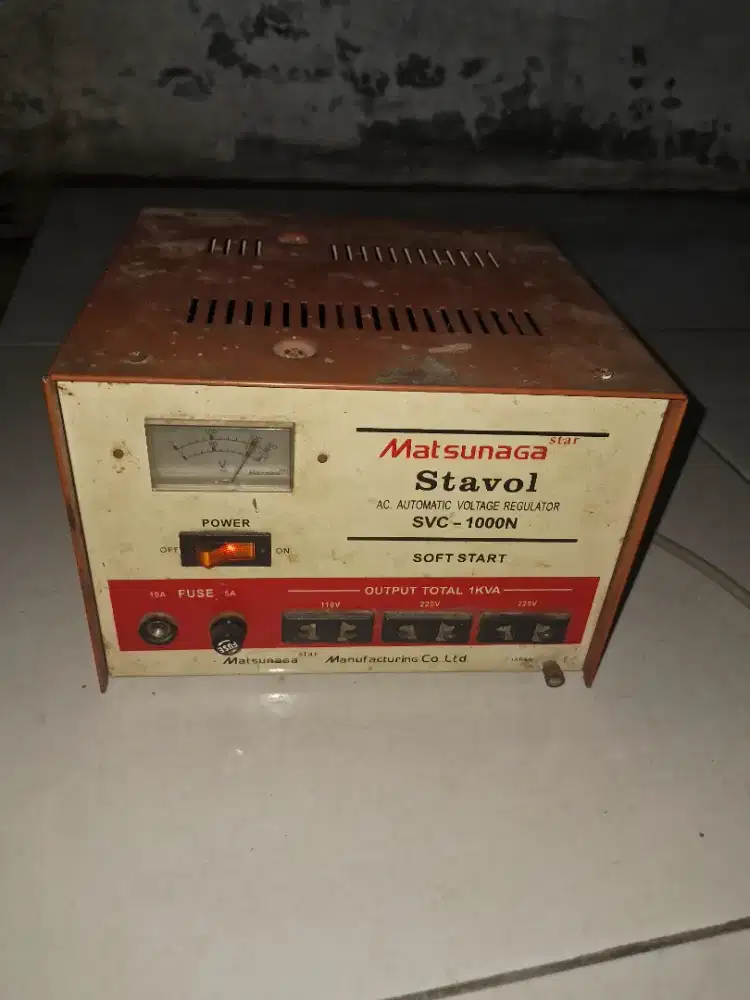 V
Matsunaga star
Stavol
AC. AUTOMATIC VOLTAGE REGULATOR
SVC - 1000N
SOFT START
POWER
OFF ON
10A FUSE 5A
OUTPUT TOTAL 1KVA
110V 220V 220V
FUSE
Matsunaga star Manufacturing Co. Ltd